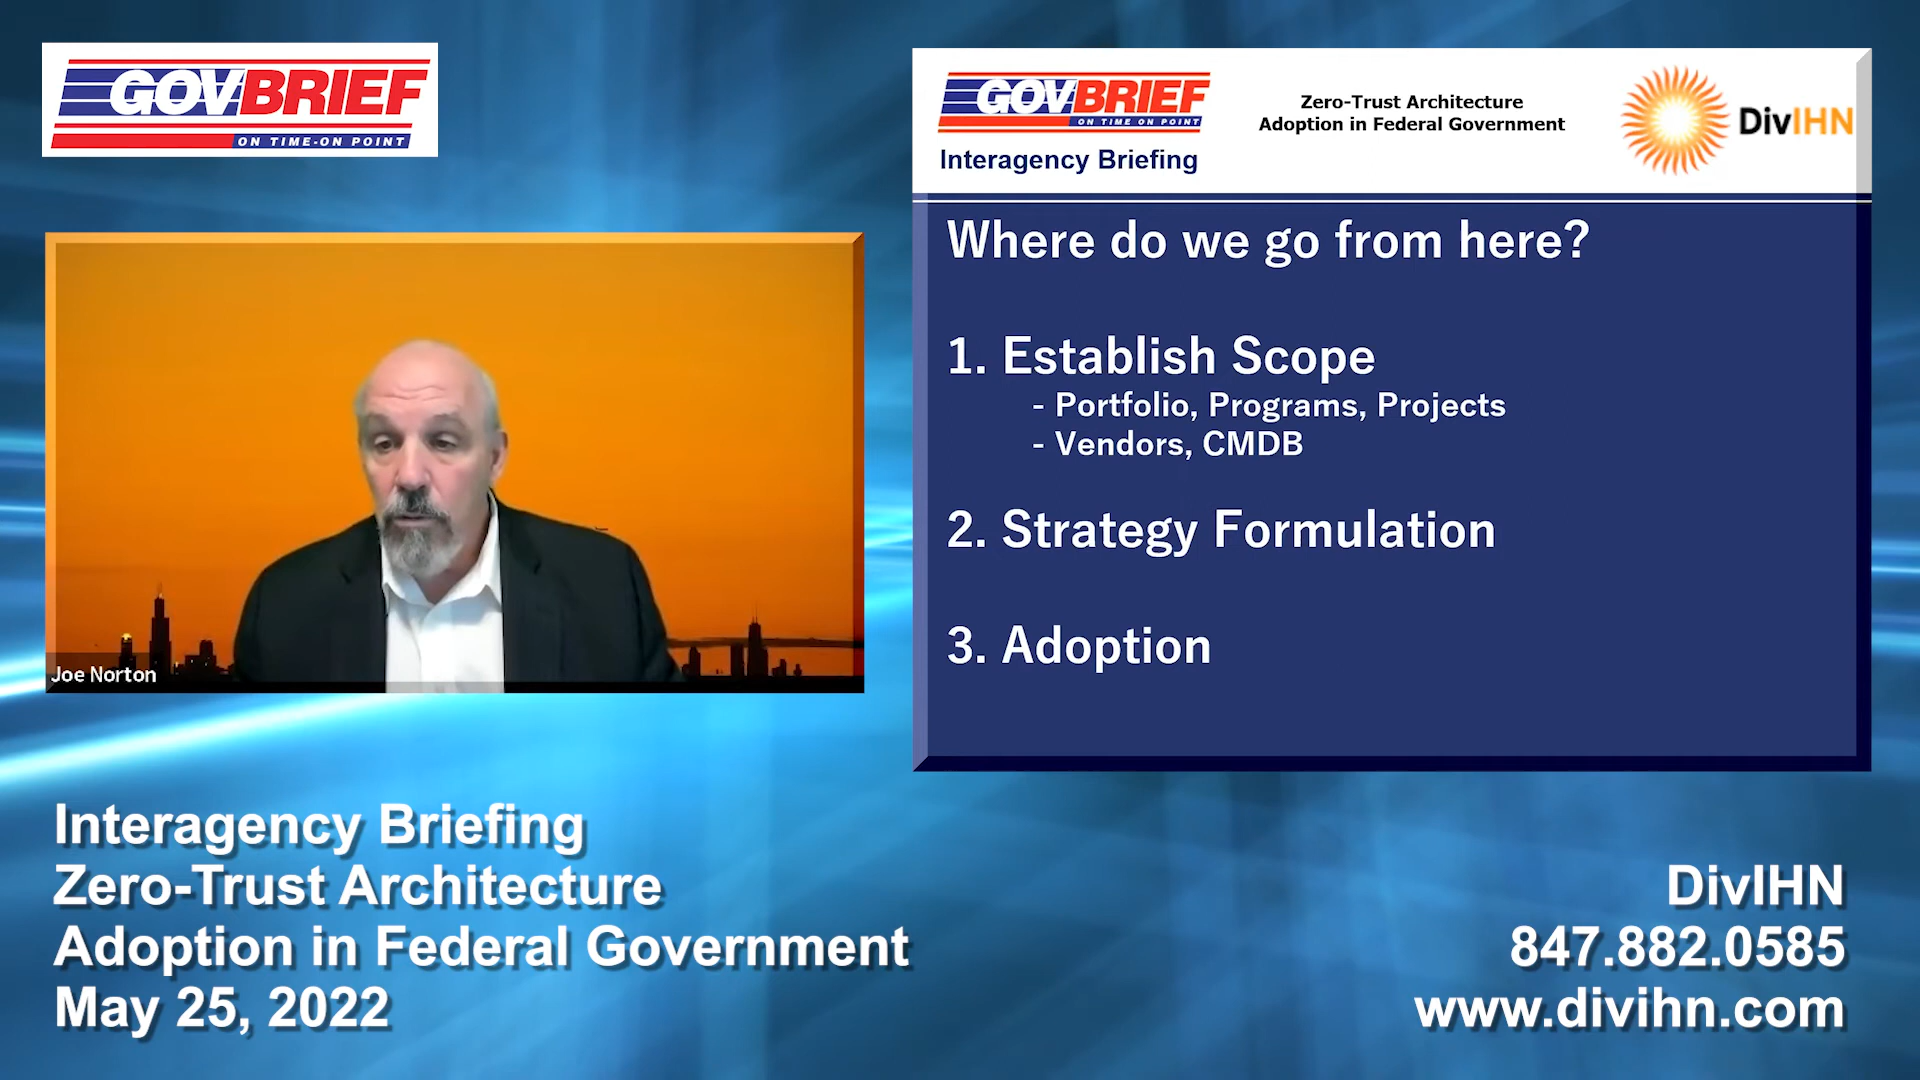 GOVBRIEF
ON TIME-ON POINT
GOVBRIEF
ON TIME ON POINT
Interagency Briefing
Zero-Trust Architecture
Adoption in Federal Government
DivIHN
Where do we go from here?
1. Establish Scope
- Portfolio, Programs, Projects
- Vendors, CMDB
2. Strategy Formulation
3. Adoption
Joe Norton
Interagency Briefing
Zero-Trust Architecture
Adoption in Federal Government
May 25, 2022
DivIHN
847.882.0585
www.divihn.com